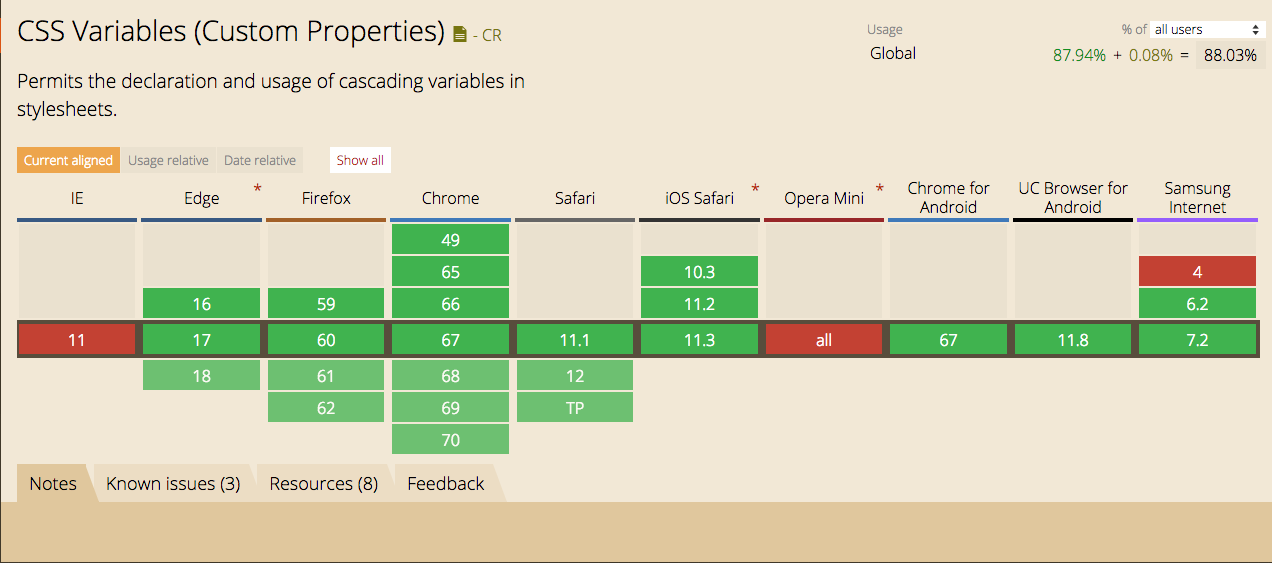 CSS Variables (Custom Properties) - CR
Usage % of all users
Global 87.94% + 0.08% = 88.03%
Permits the declaration and usage of cascading variables in
stylesheets.
Current aligned Usage relative Date relative Show all
IE Edge * Firefox Chrome Safari iOS Safari * Opera Mini * Chrome for Android UC Browser for Android Samsung Internet
49
65 10.3 4
16 59 66 11.2 6.2
11 17 60 67 11.1 11.3 all 67 11.8 7.2
18 61 68 12
62 69 TP
70
Notes Known issues (3) Resources (8) Feedback